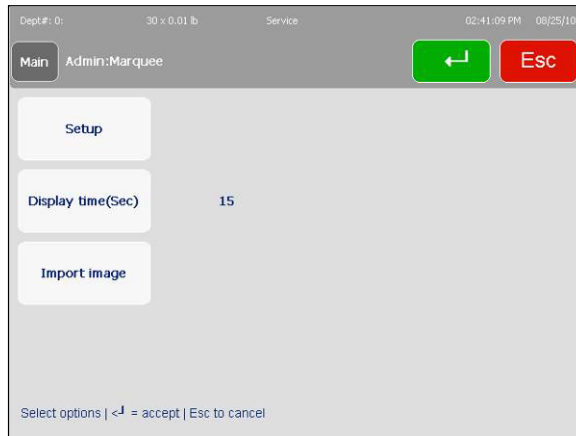 Dept#: 0: 30 x 0.01 lb Service 02:41:09 PM 08/25/10
Main Admin:Marquee Esc
Setup
Display time(Sec) 15
Import image
Select options | <┘ = accept | Esc to cancel